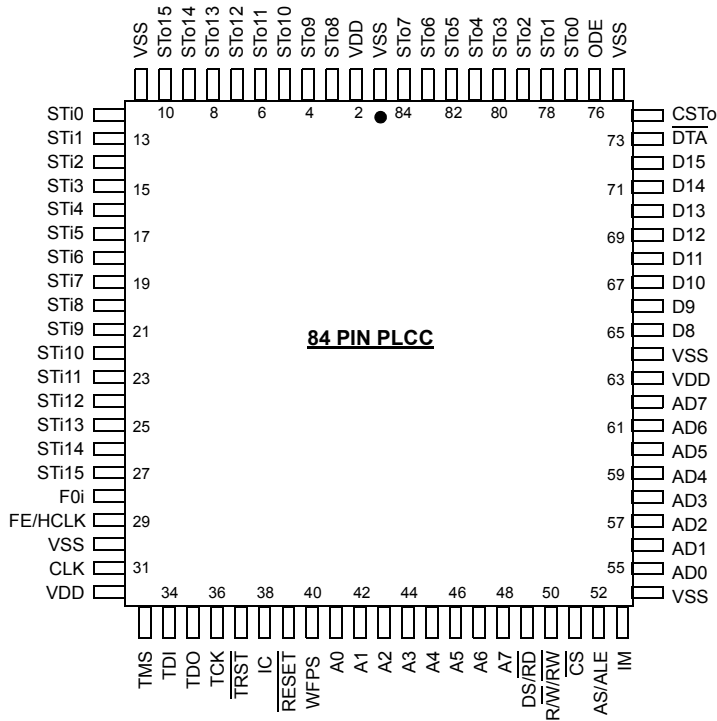 VSS STo15 STo14 STo13 STo12 STo11 STo10 STo9 STo8 VDD VSS STo7 STo6 STo5 STo4 STo3 STo2 STo1 STo0 ODE VSS
10 8 6 4 2 84 82 80 78 76
STi0 CSTo
STi1 13 73 DTA
STi2 D15
STi3 15 71 D14
STi4 D13
STi5 17 69 D12
STi6 D11
STi7 19 67 D10
STi8 D9
STi9 21 65 D8
84 PIN PLCC
STi10 VSS
STi11 23 63 VDD
STi12 AD7
STi13 25 61 AD6
STi14 AD5
STi15 27 59 AD4
F0i AD3
FE/HCLK 29 57 AD2
VSS AD1
CLK 31 55 AD0
VDD VSS
34 36 38 40 42 44 46 48 50 52
TMS TDI TDO TCK TRST IC RESET WFPS A0 A1 A2 A3 A4 A5 A6 A7 DS/RD R/W/RW CS AS/ALE IM